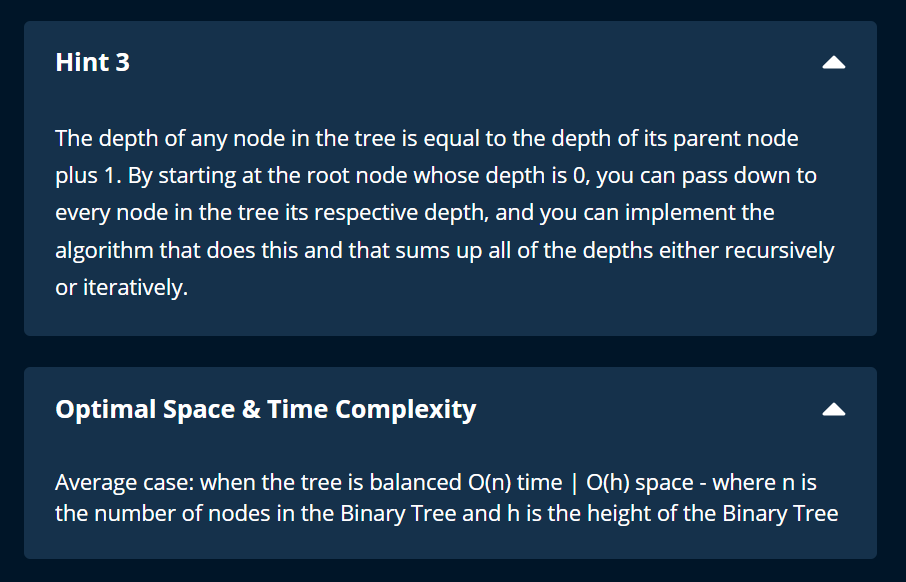 Hint 3
The depth of any node in the tree is equal to the depth of its parent node
plus 1. By starting at the root node whose depth is 0, you can pass down to
every node in the tree its respective depth, and you can implement the
algorithm that does this and that sums up all of the depths either recursively
or iteratively.
Optimal Space & Time Complexity
Average case: when the tree is balanced O(n) time | O(h) space - where n is
the number of nodes in the Binary Tree and h is the height of the Binary Tree